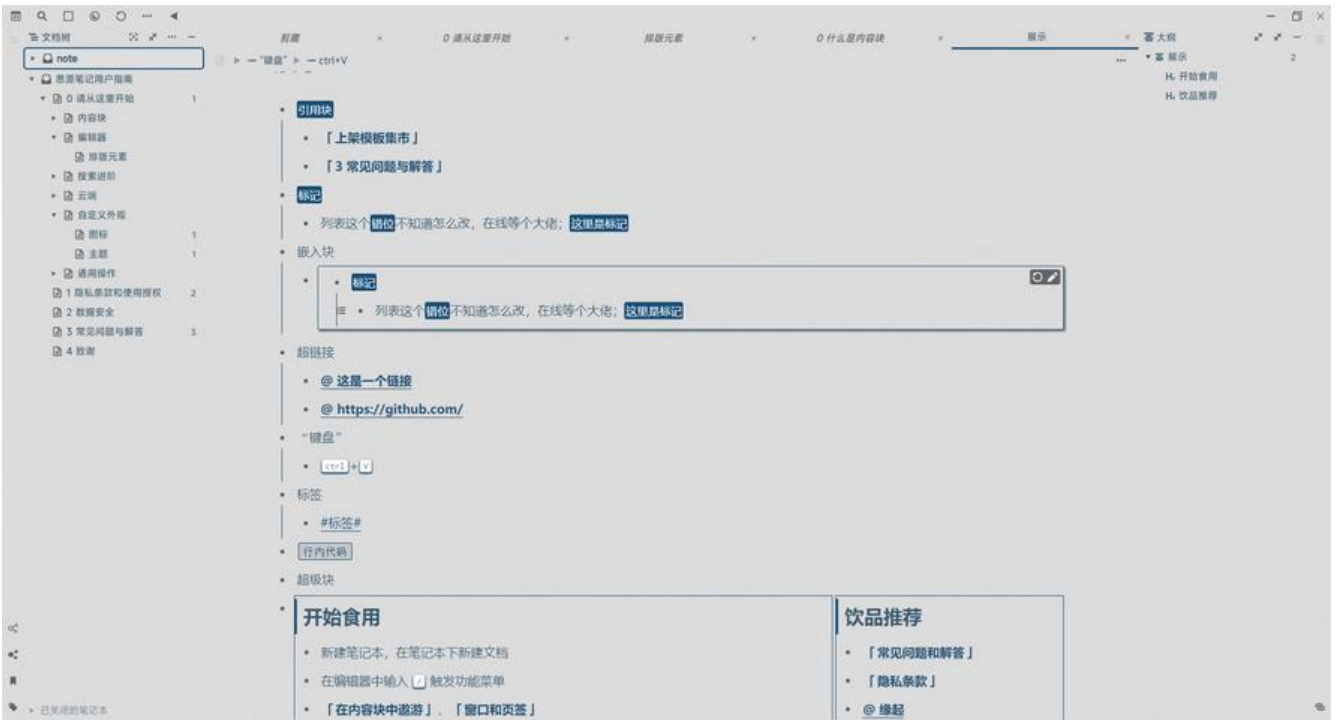 文档树
note
思源笔记用户指南
0 请从这里开始 1
内容块
编辑器
排版元素
搜索进阶
云端
自定义外观
图标 1
主题 1
通用操作
1 隐私条款和使用授权 2
2 数据安全
3 常见问题与解答 3
4 致谢
已关闭的笔记本
剪藏
0 请从这里开始
排版元素
0 什么是内容块
展示
"键盘" ctrl+V
引用块
「上架模板集市」
「3 常见问题与解答」
标记
列表这个错位不知道怎么改，在线等个大佬；这里是标记
嵌入块
标记
列表这个错位不知道怎么改，在线等个大佬；这里是标记
超链接
@ 这是一个链接
@ https://github.com/
“键盘”
ctrl+V
标签
#标签#
行内代码
超级块
开始食用
新建笔记本，在笔记本下新建文档
在编辑器中输入 / 触发功能菜单
「在内容块中遨游」、「窗口和页签」
饮品推荐
「常见问题和解答」
「隐私条款」
@ 缘起
大纲
展示 2
H₁ 开始食用
H₁ 饮品推荐